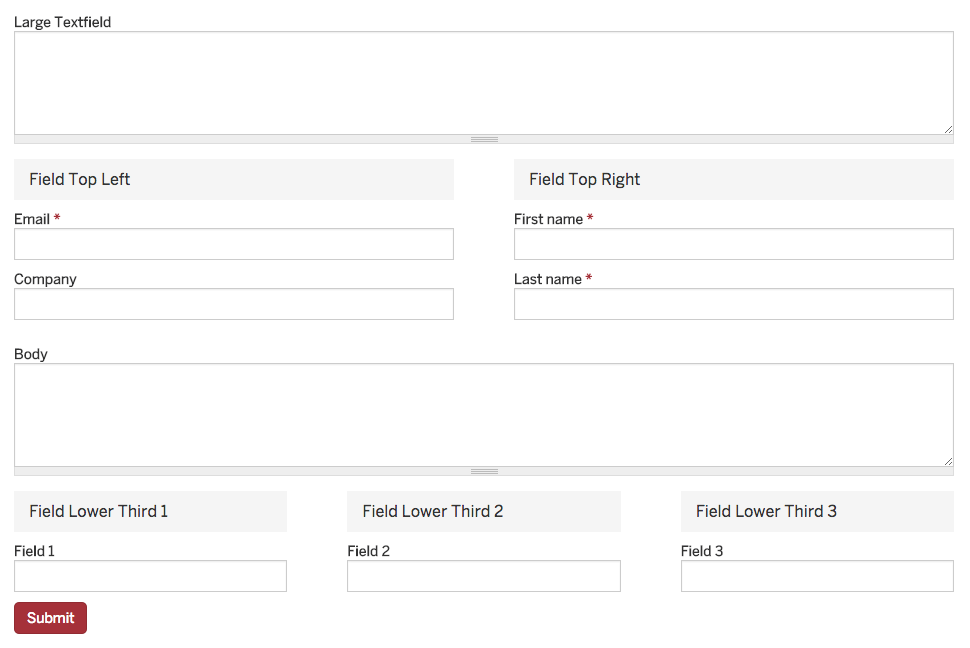 Large Textfield
Field Top Left
Field Top Right
Email *
First name *
Company
Last name *
Body
Field Lower Third 1
Field Lower Third 2
Field Lower Third 3
Field 1
Field 2
Field 3
Submit